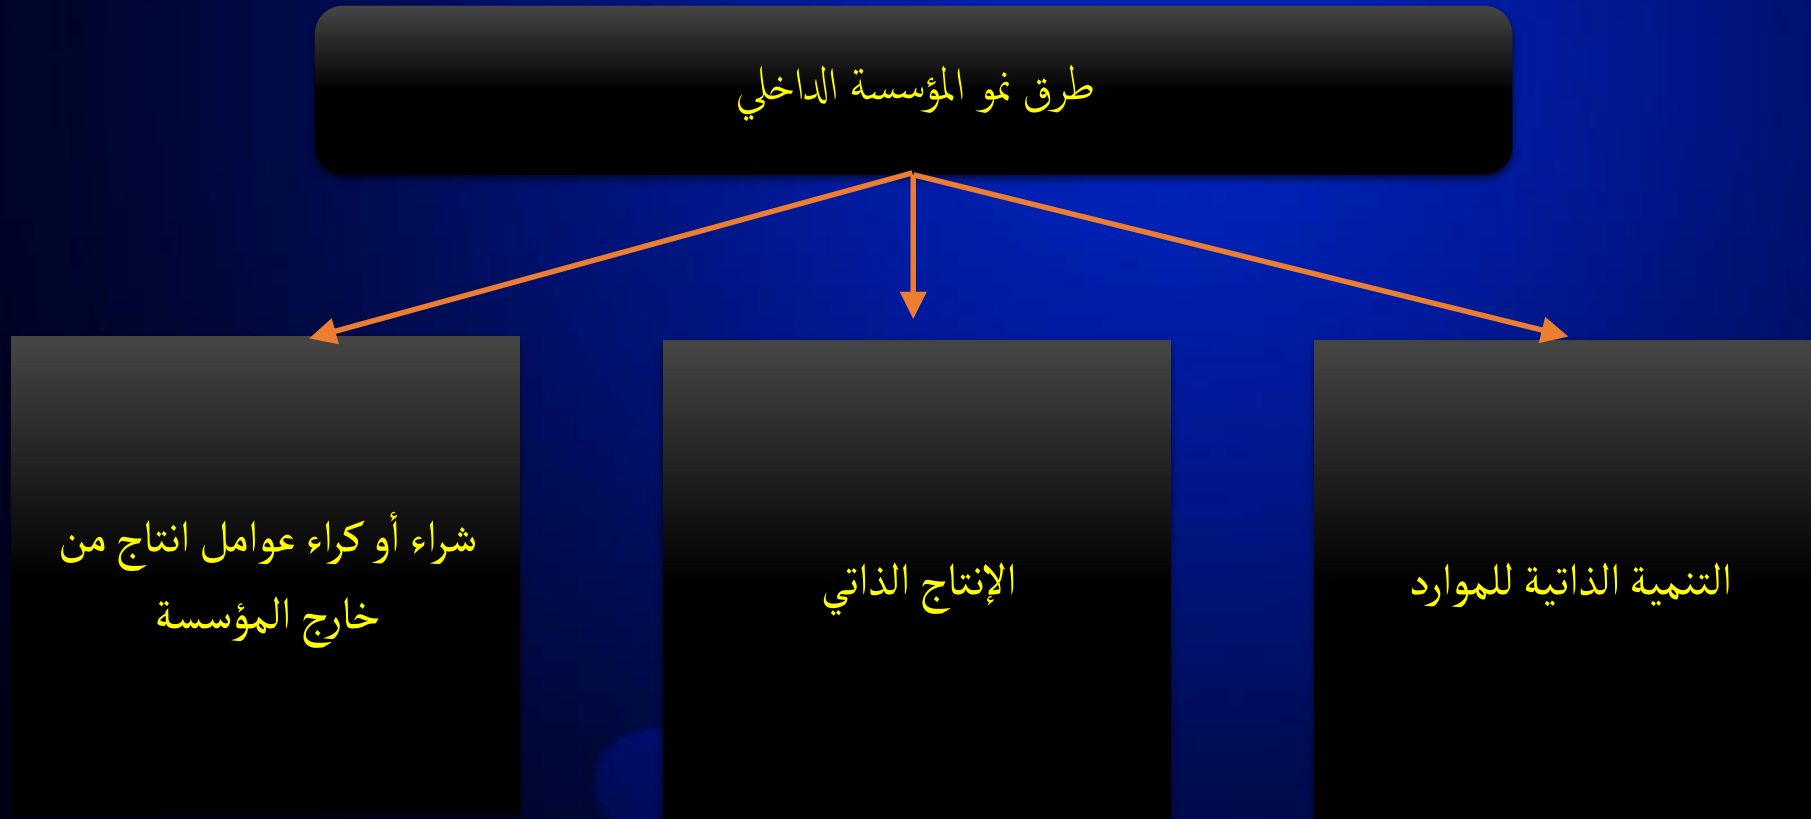 طرق نمو المؤسسة الداخلي
التنمية الذاتية للموارد
الإنتاج الذاتي
شراء أو كراء عوامل انتاج من
خارج المؤسسة